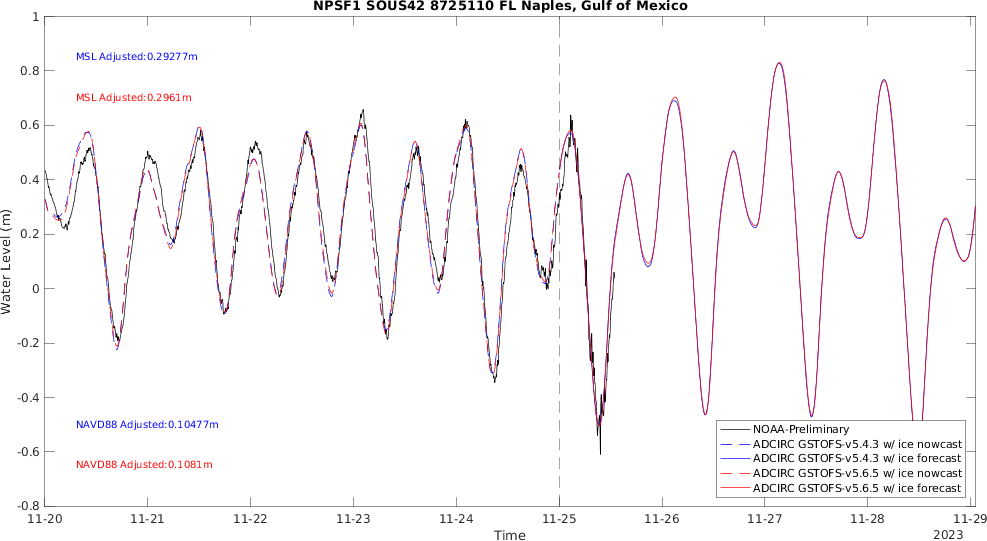 NPSF1 SOUS42 8725110 FL Naples, Gulf of Mexico
1
0.8
0.6
0.4
0.2
0
-0.2
-0.4
-0.6
-0.8
Water Level (m)
MSL Adjusted:0.29277m
MSL Adjusted:0.2961m
NAVD88 Adjusted:0.10477m
NAVD88 Adjusted:0.1081m
NOAA-Preliminary
ADCIRC GSTOFS-v5.4.3 w/ ice nowcast
ADCIRC GSTOFS-v5.4.3 w/ ice forecast
ADCIRC GSTOFS-v5.6.5 w/ ice nowcast
ADCIRC GSTOFS-v5.6.5 w/ ice forecast
11-20 11-21 11-22 11-23 11-24 11-25 11-26 11-27 11-28 11-29
Time
2023